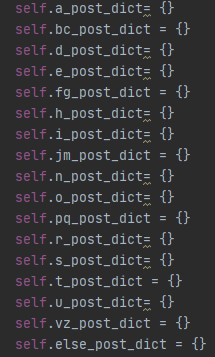 self.a_post_dict= {}
self.bc_post_dict = {}
self.d_post_dict= {}
self.e_post_dict= {}
self.fg_post_dict = {}
self.h_post_dict= {}
self.i_post_dict= {}
self.jm_post_dict = {}
self.n_post_dict= {}
self.o_post_dict= {}
self.pq_post_dict = {}
self.r_post_dict= {}
self.s_post_dict= {}
self.t_post_dict = {}
self.u_post_dict= {}
self.vz_post_dict = {}
self.else_post_dict = {}